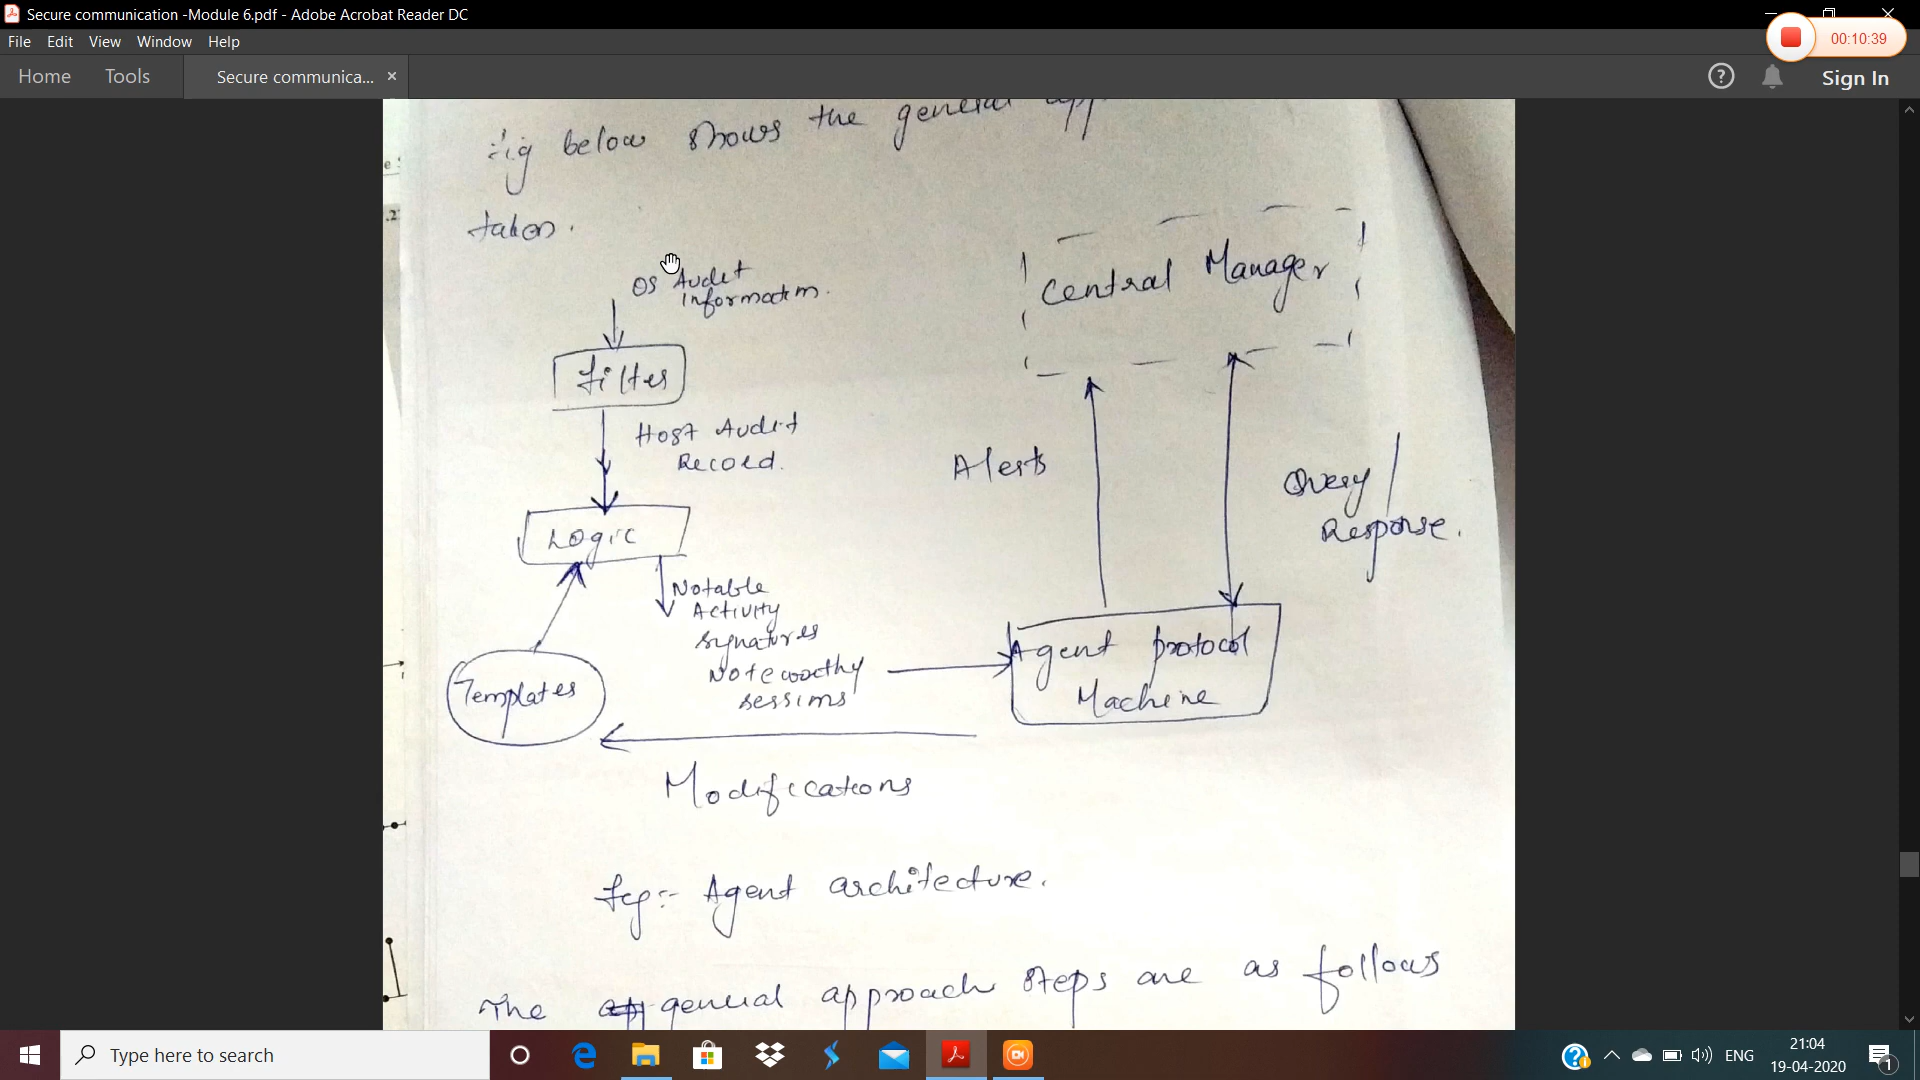 Secure communication -Module 6.pdf - Adobe Acrobat Reader DC
File Edit View Window Help
00:10:39
Home Tools Secure communica... ×
Sign In
fig below shows the general
taken.
OS Audit
Information.
Central Manager
Filter
Host Audit
Record.
Alerts
Query /
Response.
Logic
Notable
Activity
Signatures
Noteworthy
sessions
Agent protocol
Machine
Templates
Modifications
fig:- Agent architecture.
The general approach steps are as follows
Type here to search
ENG
21:04
19-04-2020
1